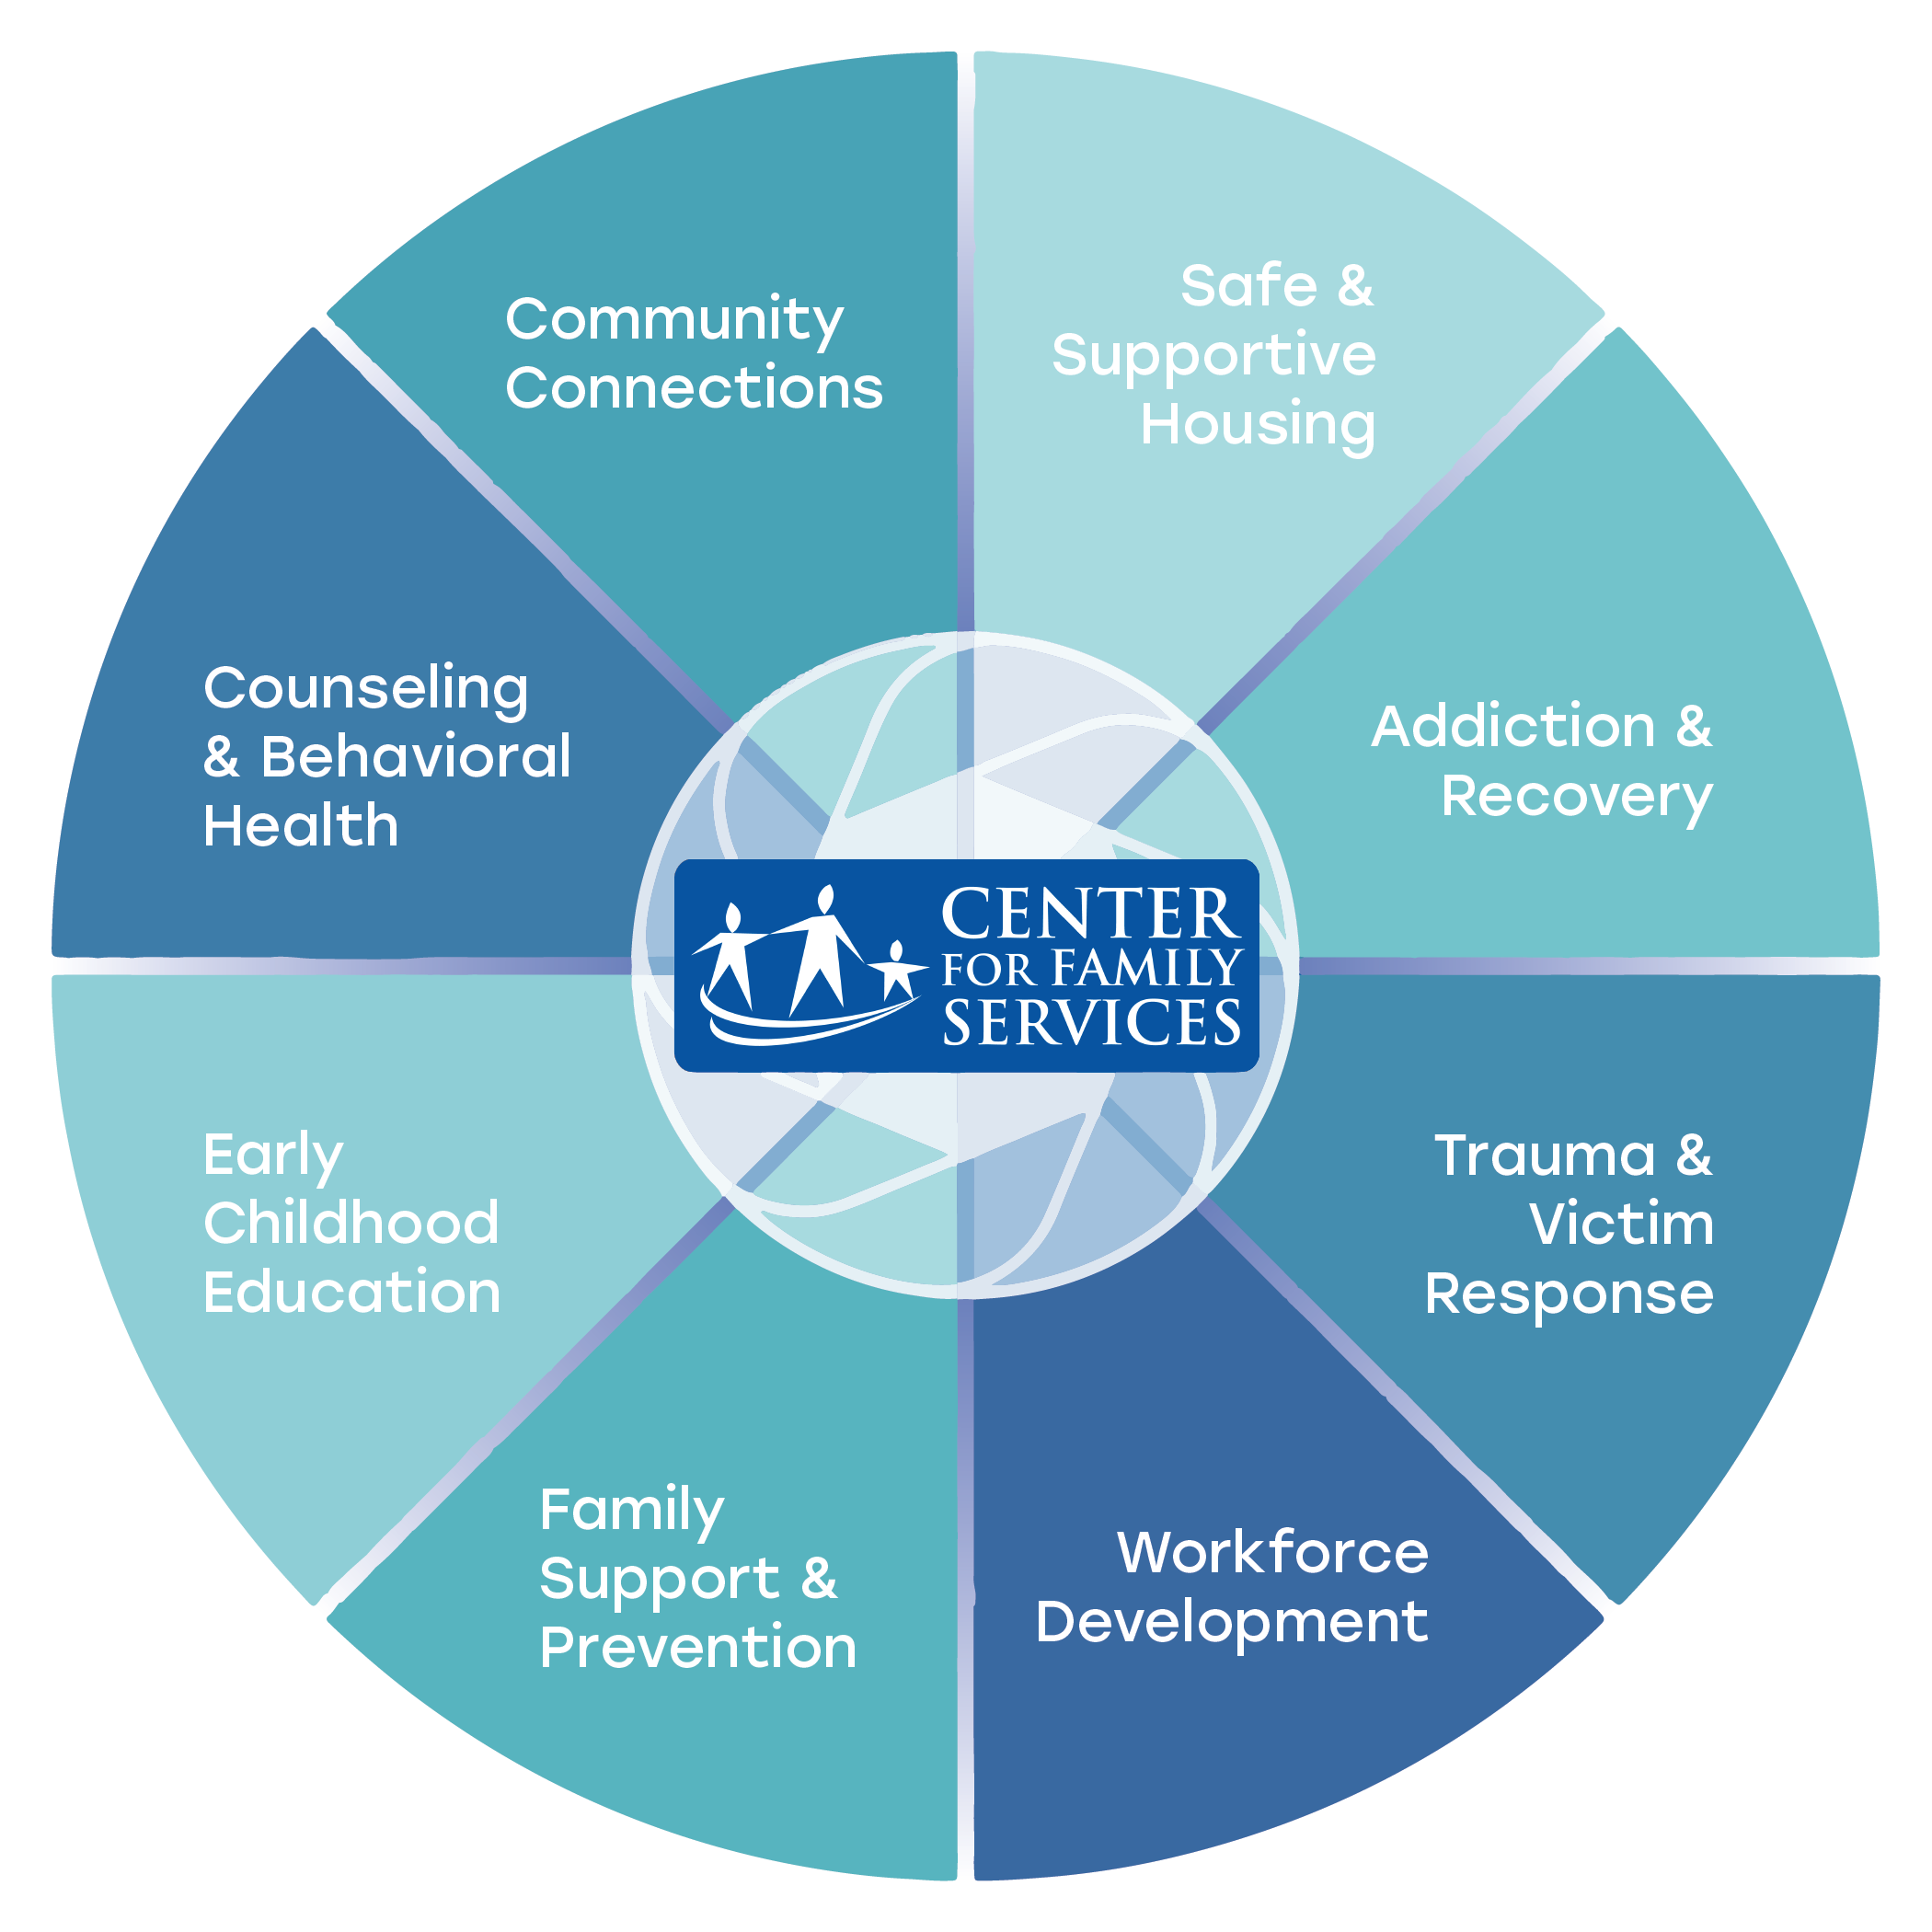 Community
Connections
Safe &
Supportive
Housing
Addiction &
Recovery
Trauma &
Victim
Response
Workforce
Development
Family
Support &
Prevention
Early
Childhood
Education
Counseling
& Behavioral
Health
CENTER
FOR FAMILY
SERVICES